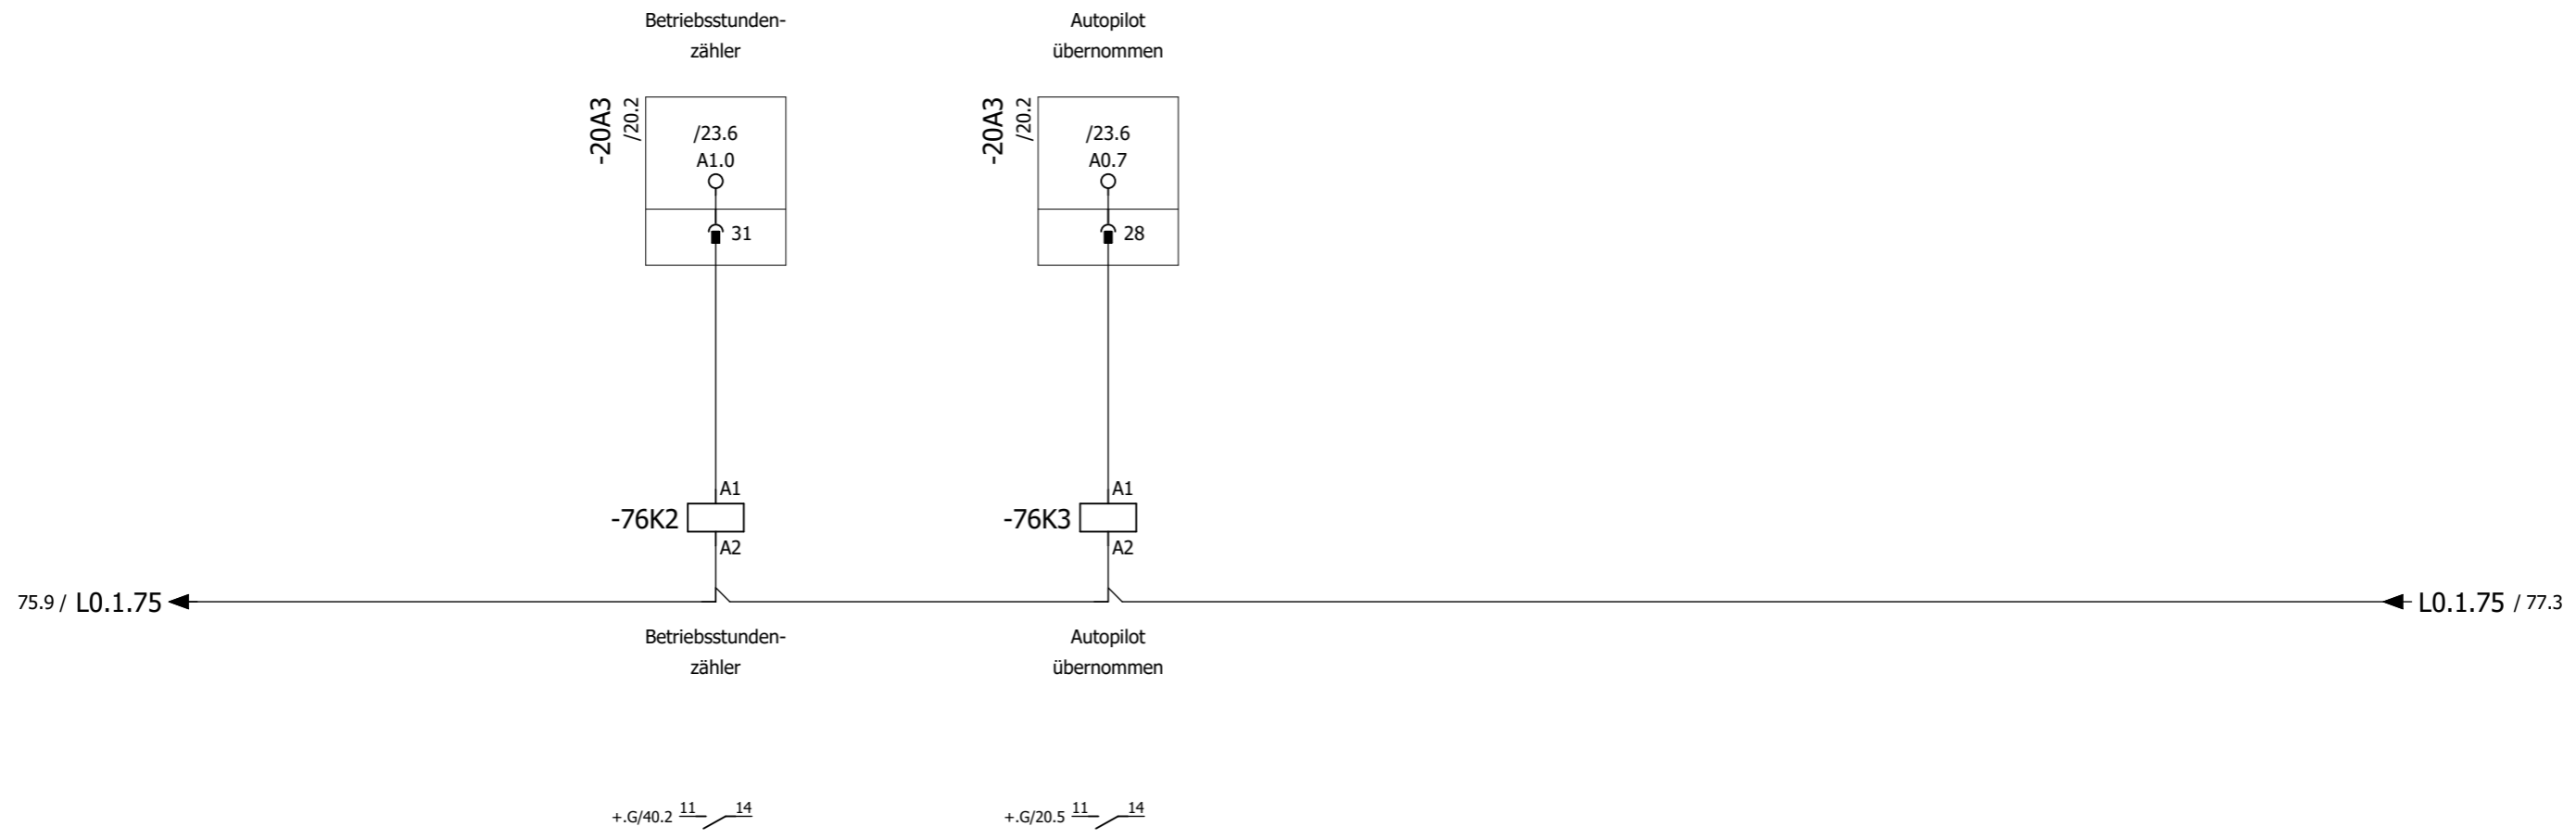 Betriebsstunden-
zähler
Autopilot
übernommen
-20A3
/20.2
/23.6
A1.0
31
-20A3
/20.2
/23.6
A0.7
28
A1
-76K2
A2
A1
-76K3
A2
75.9 / L0.1.75
L0.1.75 / 77.3
Betriebsstunden-
zähler
Autopilot
übernommen
+.G/40.2 11 14
+.G/20.5 11 14